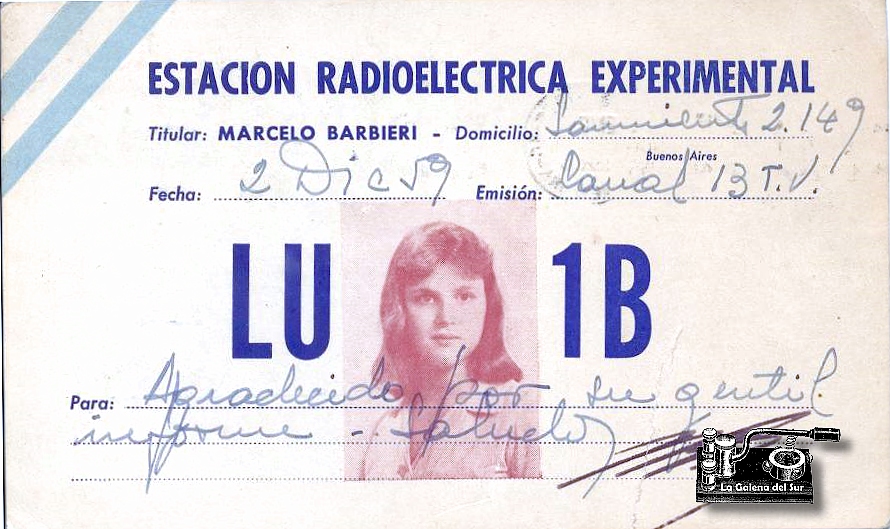 ESTACION RADIOELECTRICA EXPERIMENTAL
Titular: MARCELO BARBIERI - Domicilio: Sarmiento 2.149
Buenos Aires
Fecha: 2 Dic 59 Emisión: Canal 13 T.V.
LU 1B
Para: Agradecido por su gentil
informe - Saludos
La Galena del Sur